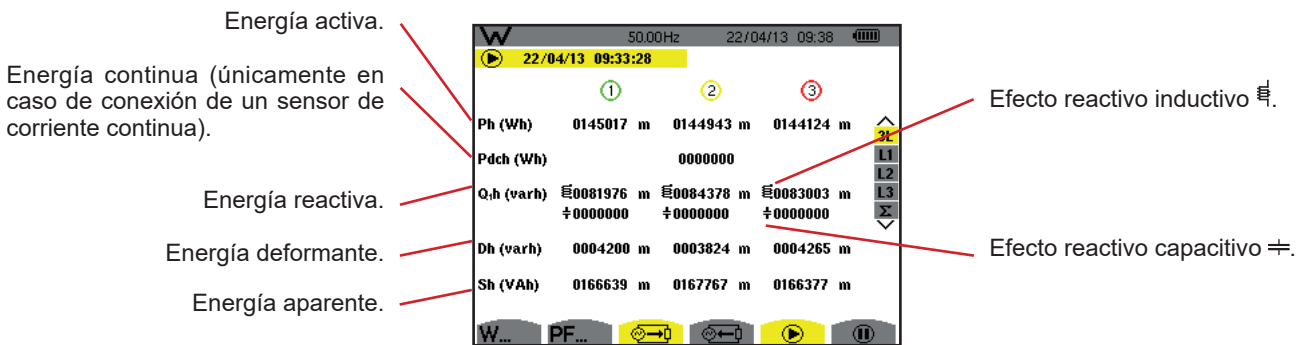 Energía activa.
Energía continua (únicamente en
caso de conexión de un sensor de
corriente continua).
Energía reactiva.
Energía deformante.
Energía aparente.
W 50.00Hz 22/04/13 09:38
22/04/13 09:33:28
1 2 3
Ph (Wh) 0145017 m 0144943 m 0144124 m
Pdch (Wh) 0000000
Q₁h (varh) 0081976 m 0084378 m 0083003 m
0000000 0000000 0000000
Dh (varh) 0004200 m 0003824 m 0004265 m
Sh (VAh) 0166639 m 0167767 m 0166377 m
3L
L1
L2
L3
Σ
W... PF...
Efecto reactivo inductivo .
Efecto reactivo capacitivo .